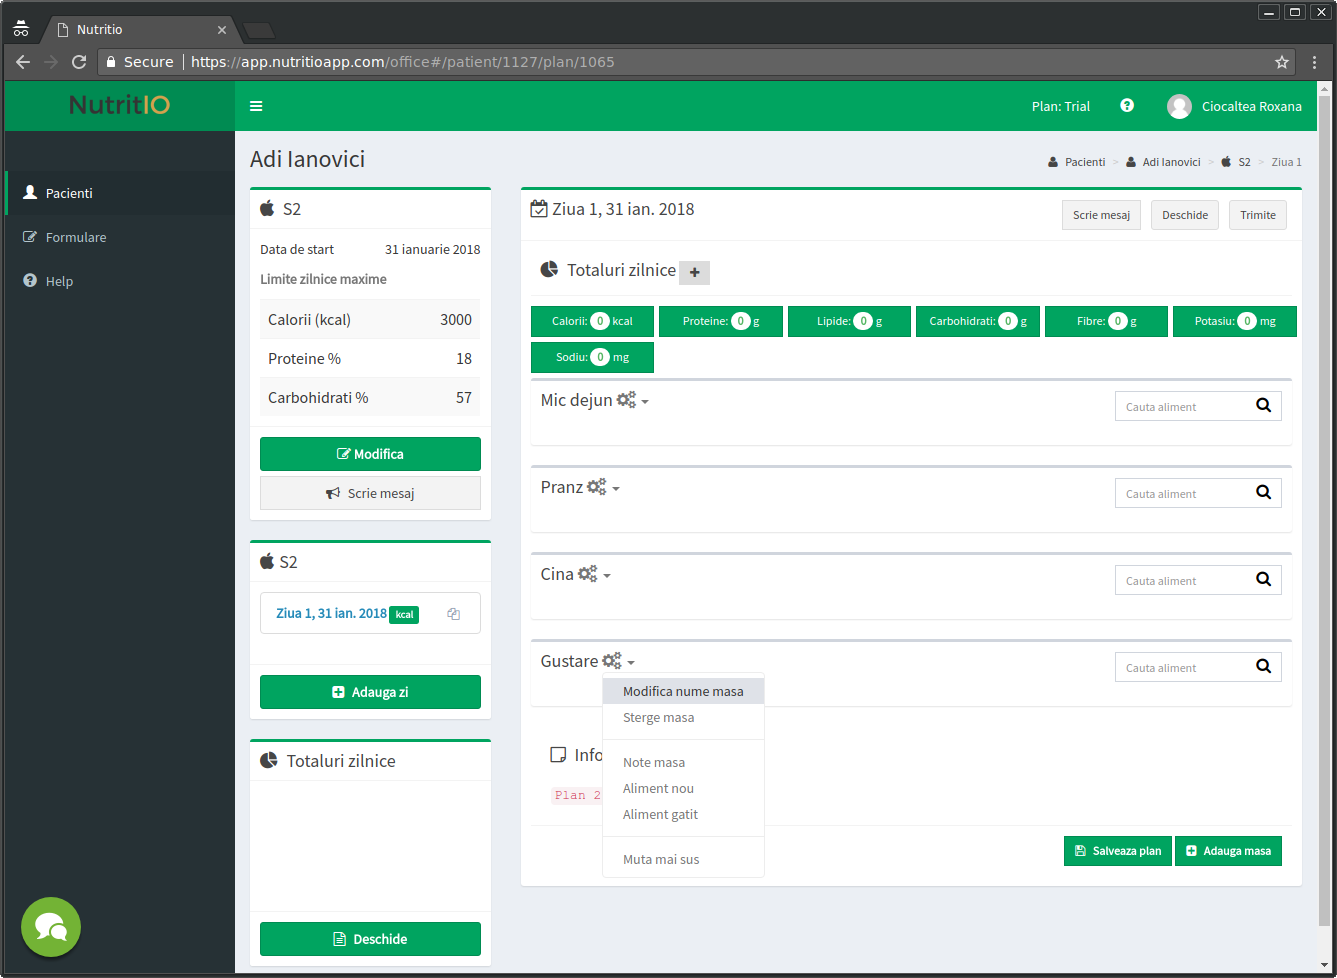 Nutritio
Secure https://app.nutritioapp.com/office#/patient/1127/plan/1065
NutritIO
Plan: Trial
Ciocaltea Roxana
Pacienti
Formulare
Help
Adi Ianovici
Pacienti > Adi Ianovici > S2 > Ziua 1
S2
Data de start 31 ianuarie 2018
Limite zilnice maxime
Calorii (kcal) 3000
Proteine % 18
Carbohidrati % 57
Modifica
Scrie mesaj
S2
Ziua 1, 31 ian. 2018 kcal
Adauga zi
Totaluri zilnice
Deschide
Ziua 1, 31 ian. 2018
Scrie mesaj Deschide Trimite
Totaluri zilnice
Calorii: 0 kcal Proteine: 0 g Lipide: 0 g Carbohidrati: 0 g Fibre: 0 g Potasiu: 0 mg
Sodiu: 0 mg
Mic dejun Cauta aliment
Pranz Cauta aliment
Cina Cauta aliment
Gustare Cauta aliment
Modifica nume masa
Sterge masa
Note masa
Aliment nou
Aliment gatit
Muta mai sus
Info
Plan 2
Salveaza plan Adauga masa